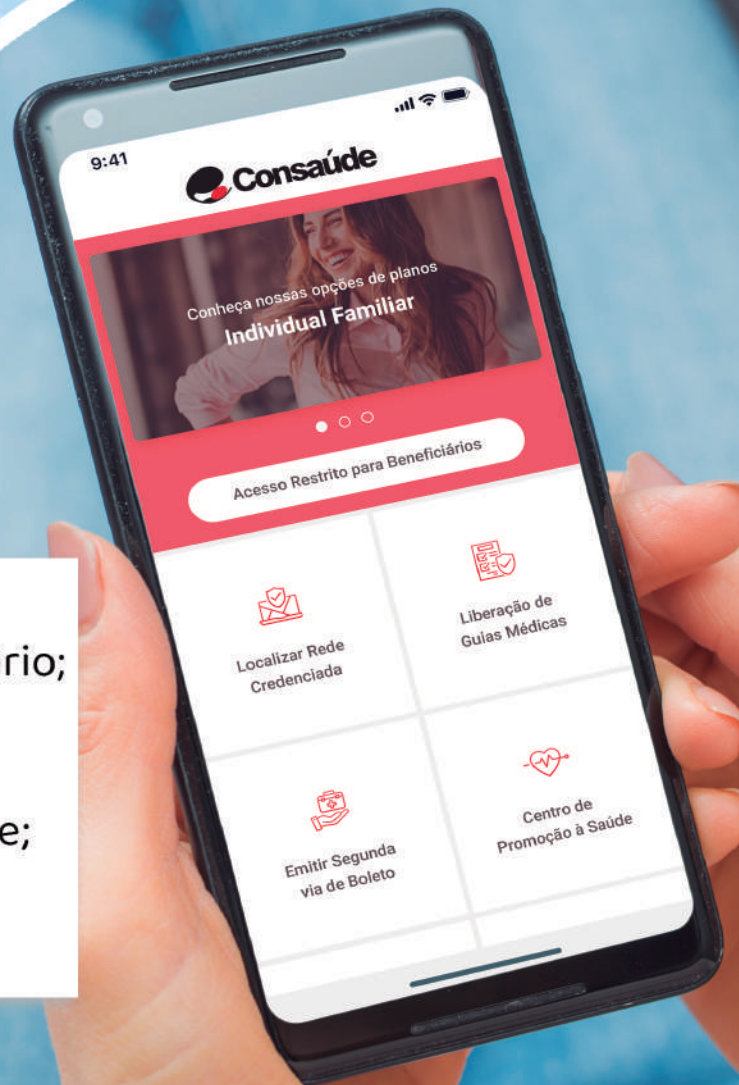 9:41
Consaúde
Conheça nossas opções de planos
Individual Familiar
Acesso Restrito para Beneficiários
Localizar Rede
Credenciada
Liberação de
Guias Médicas
Emitir Segunda
via de Boleto
Centro de
Promoção à Saúde